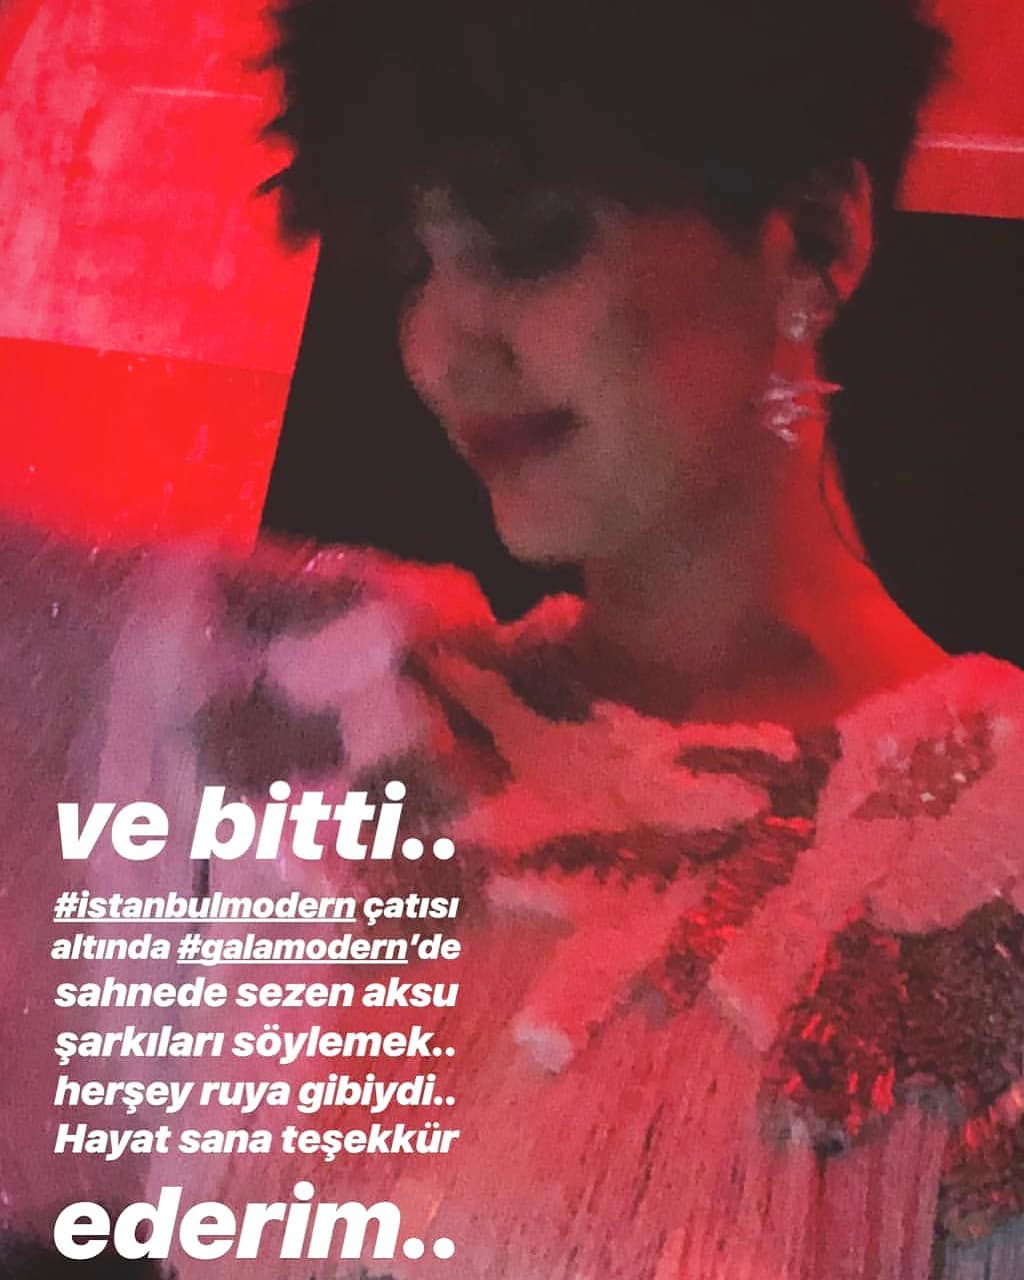 ve bitti..
#istanbulmodern çatısı
altında #galamodern'de
sahnede sezen aksu
şarkıları söylemek..
herşey ruya gibiydi..
Hayat sana teşekkür
ederim..